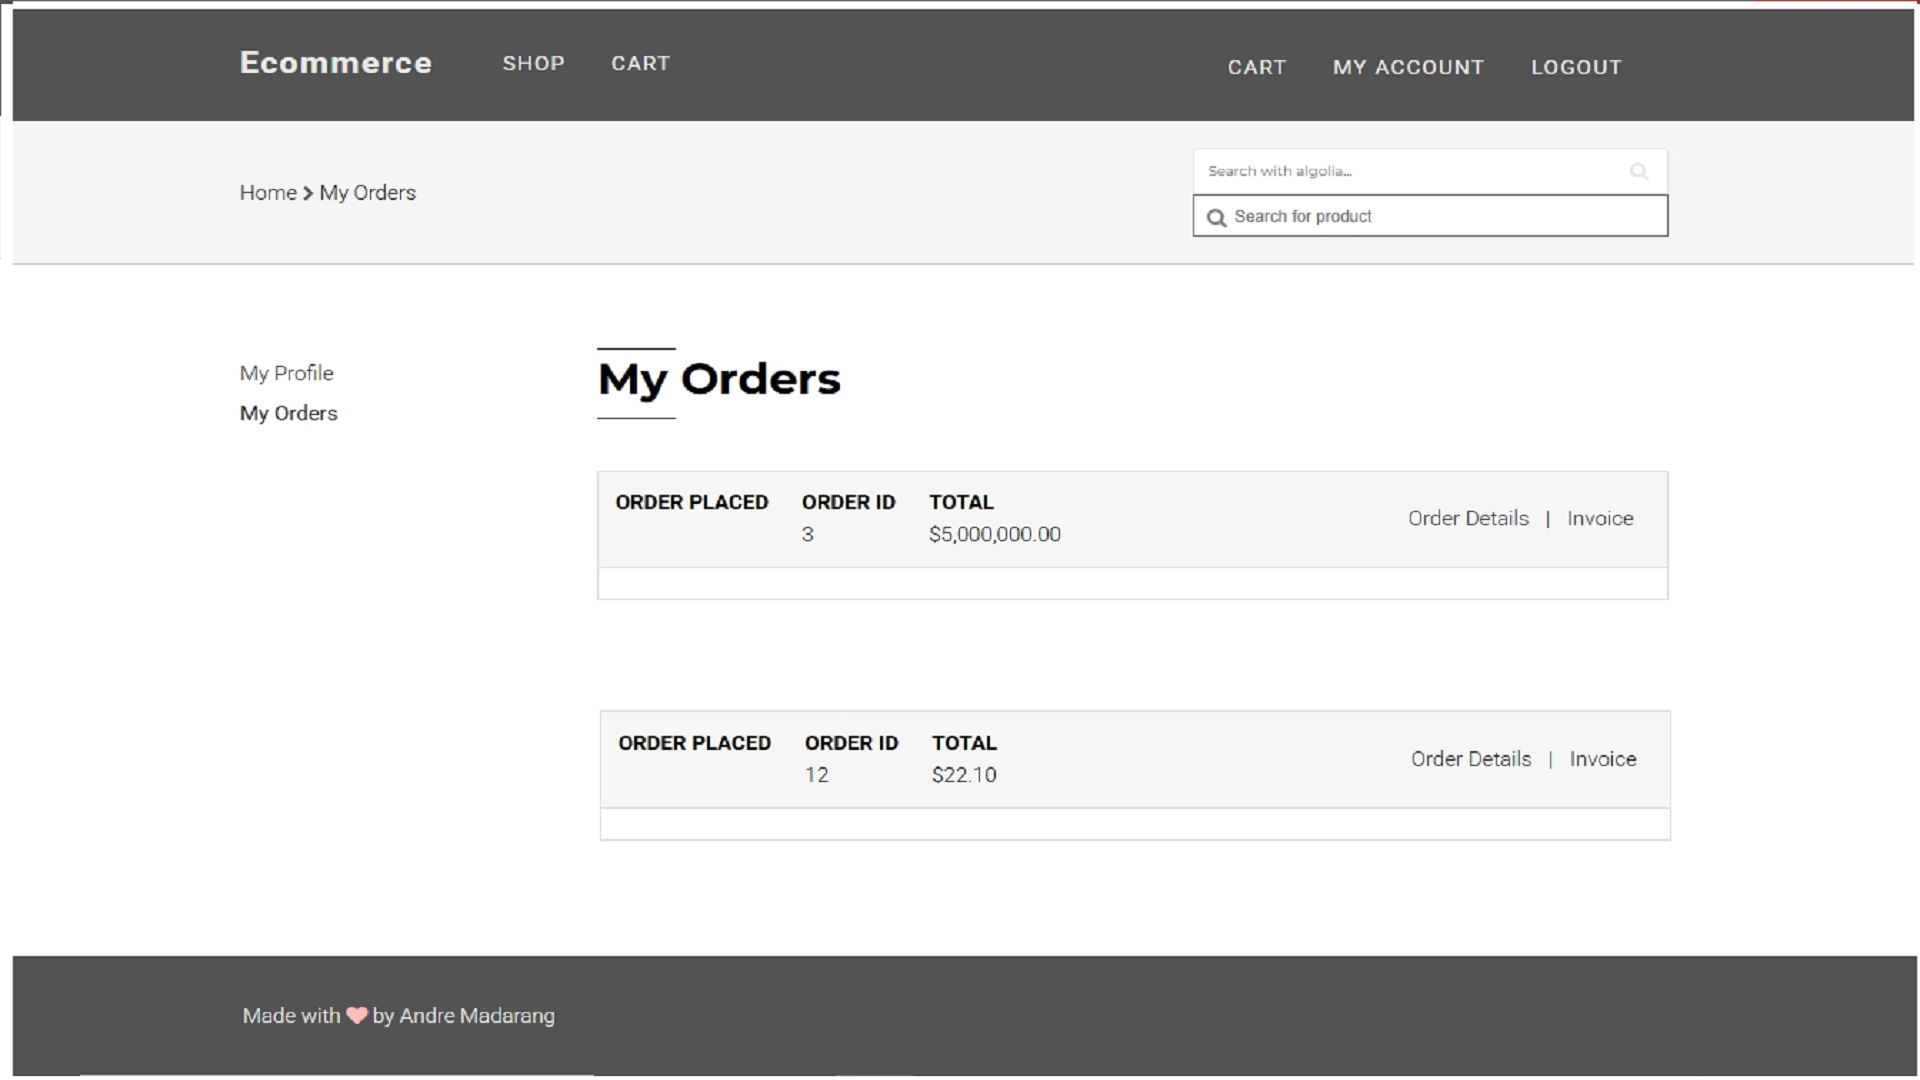 Ecommerce SHOP CART CART MY ACCOUNT LOGOUT
Search with algolia...
Home > My Orders
Search for product
My Profile
My Orders
My Orders
ORDER PLACED ORDER ID TOTAL
3 $5,000,000.00
Order Details | Invoice
ORDER PLACED ORDER ID TOTAL
12 $22.10
Order Details | Invoice
Made with ❤ by Andre Madarang